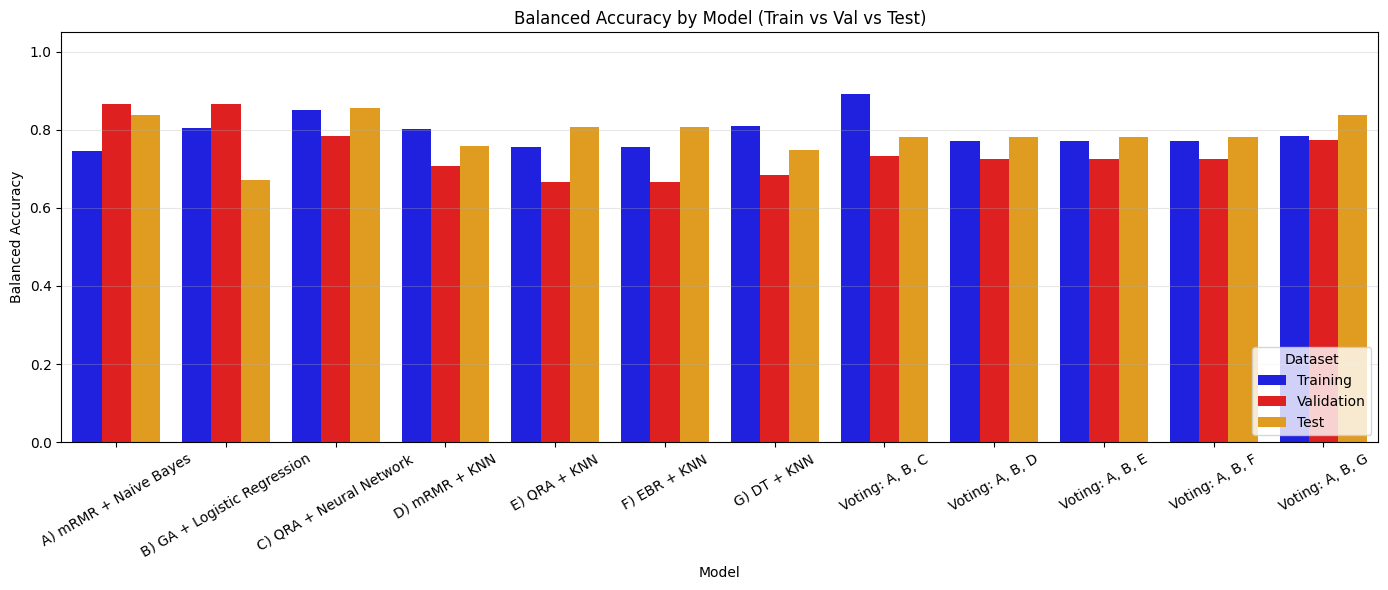 Balanced Accuracy by Model (Train vs Val vs Test)
Balanced Accuracy
1.0
0.8
0.6
0.4
0.2
0.0
Dataset
Training
Validation
Test
A) mRMR + Naive Bayes
B) GA + Logistic Regression
C) QRA + Neural Network
D) mRMR + KNN
E) QRA + KNN
F) EBR + KNN
G) DT + KNN
Voting: A, B, C
Voting: A, B, D
Voting: A, B, E
Voting: A, B, F
Voting: A, B, G
Model